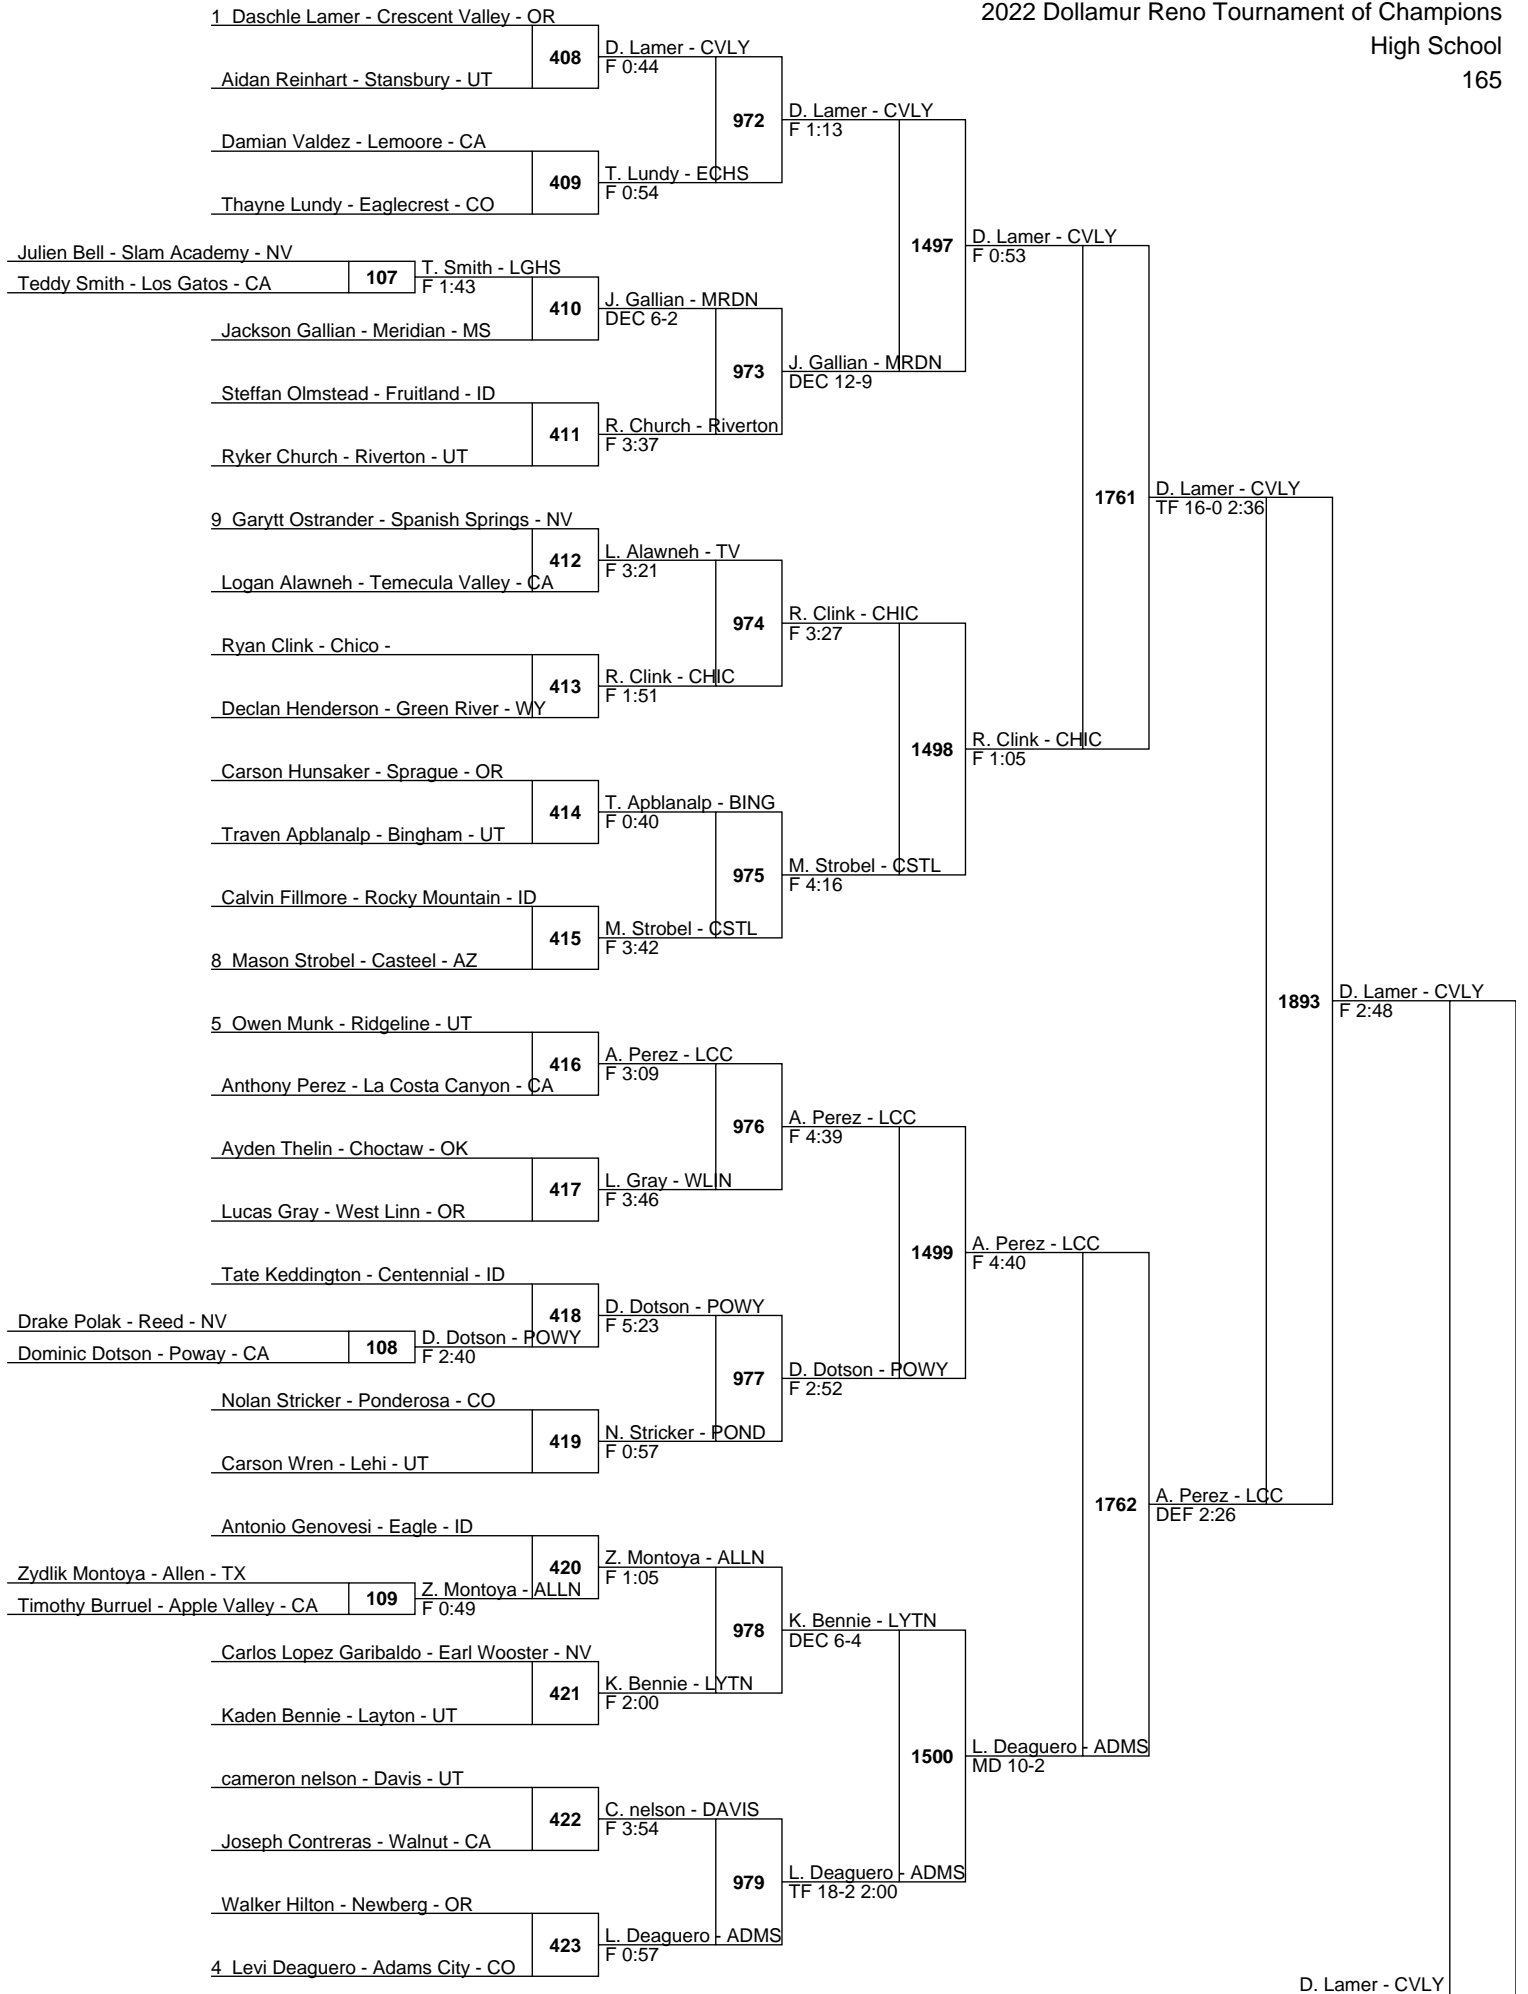 2022 Dollamur Reno Tournament of Champions
High School
165
1 Daschle Lamer - Crescent Valley - OR
408
D. Lamer - CVLY
F 0:44
Aidan Reinhart - Stansbury - UT
972
D. Lamer - CVLY
F 1:13
Damian Valdez - Lemoore - CA
409
T. Lundy - ECHS
F 0:54
Thayne Lundy - Eaglecrest - CO
1497
D. Lamer - CVLY
F 0:53
Julien Bell - Slam Academy - NV
107
T. Smith - LGHS
F 1:43
Teddy Smith - Los Gatos - CA
410
J. Gallian - MRDN
DEC 6-2
Jackson Gallian - Meridian - MS
973
J. Gallian - MRDN
DEC 12-9
Steffan Olmstead - Fruitland - ID
411
R. Church - Riverton
F 3:37
Ryker Church - Riverton - UT
1761
D. Lamer - CVLY
TF 16-0 2:36
9 Garytt Ostrander - Spanish Springs - NV
412
L. Alawneh - TV
F 3:21
Logan Alawneh - Temecula Valley - CA
974
R. Clink - CHIC
F 3:27
Ryan Clink - Chico -
413
R. Clink - CHIC
F 1:51
Declan Henderson - Green River - WY
1498
R. Clink - CHIC
F 1:05
Carson Hunsaker - Sprague - OR
414
T. Apblanalp - BING
F 0:40
Traven Apblanalp - Bingham - UT
975
M. Strobel - CSTL
F 4:16
Calvin Fillmore - Rocky Mountain - ID
415
M. Strobel - CSTL
F 3:42
8 Mason Strobel - Casteel - AZ
1893
D. Lamer - CVLY
F 2:48
5 Owen Munk - Ridgeline - UT
416
A. Perez - LCC
F 3:09
Anthony Perez - La Costa Canyon - CA
976
A. Perez - LCC
F 4:39
Ayden Thelin - Choctaw - OK
417
L. Gray - WLIN
F 3:46
Lucas Gray - West Linn - OR
1499
A. Perez - LCC
F 4:40
Tate Keddington - Centennial - ID
418
D. Dotson - POWY
F 5:23
Drake Polak - Reed - NV
108
D. Dotson - POWY
F 2:40
Dominic Dotson - Poway - CA
977
D. Dotson - POWY
F 2:52
Nolan Stricker - Ponderosa - CO
419
N. Stricker - POND
F 0:57
Carson Wren - Lehi - UT
1762
A. Perez - LCC
DEF 2:26
Antonio Genovesi - Eagle - ID
420
Z. Montoya - ALLN
F 1:05
Zydlik Montoya - Allen - TX
109
Z. Montoya - ALLN
F 0:49
Timothy Burruel - Apple Valley - CA
978
K. Bennie - LYTN
DEC 6-4
Carlos Lopez Garibaldo - Earl Wooster - NV
421
K. Bennie - LYTN
F 2:00
Kaden Bennie - Layton - UT
1500
L. Deaguero - ADMS
MD 10-2
cameron nelson - Davis - UT
422
C. nelson - DAVIS
F 3:54
Joseph Contreras - Walnut - CA
979
L. Deaguero - ADMS
TF 18-2 2:00
Walker Hilton - Newberg - OR
423
L. Deaguero - ADMS
F 0:57
4 Levi Deaguero - Adams City - CO
D. Lamer - CVLY